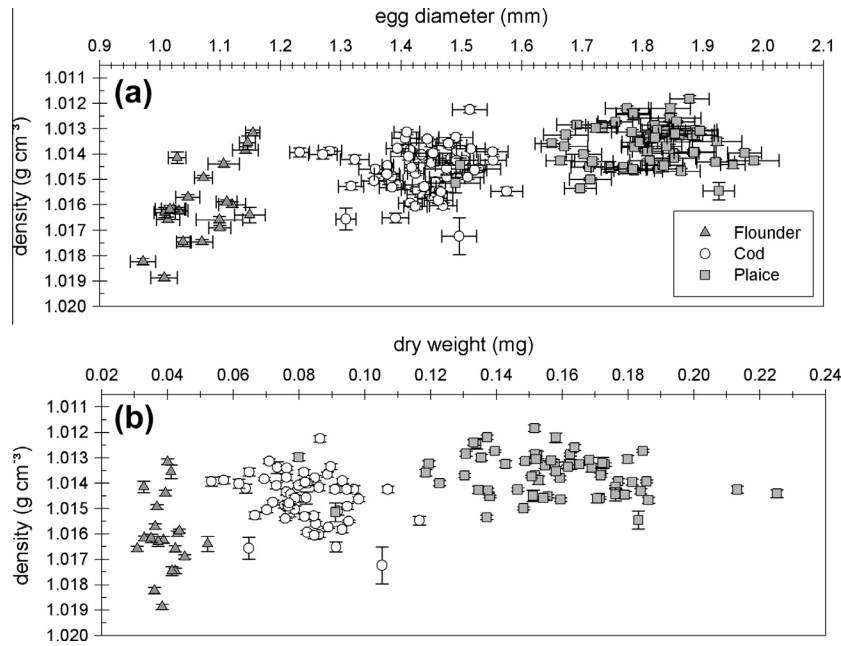 egg diameter (mm)
0.9 1.0 1.1 1.2 1.3 1.4 1.5 1.6 1.7 1.8 1.9 2.0 2.1
(a)
density (g cm⁻³)
1.011
1.012
1.013
1.014
1.015
1.016
1.017
1.018
1.019
1.020
Flounder
Cod
Plaice
dry weight (mg)
0.02 0.04 0.06 0.08 0.10 0.12 0.14 0.16 0.18 0.20 0.22 0.24
(b)
density (g cm⁻³)
1.011
1.012
1.013
1.014
1.015
1.016
1.017
1.018
1.019
1.020